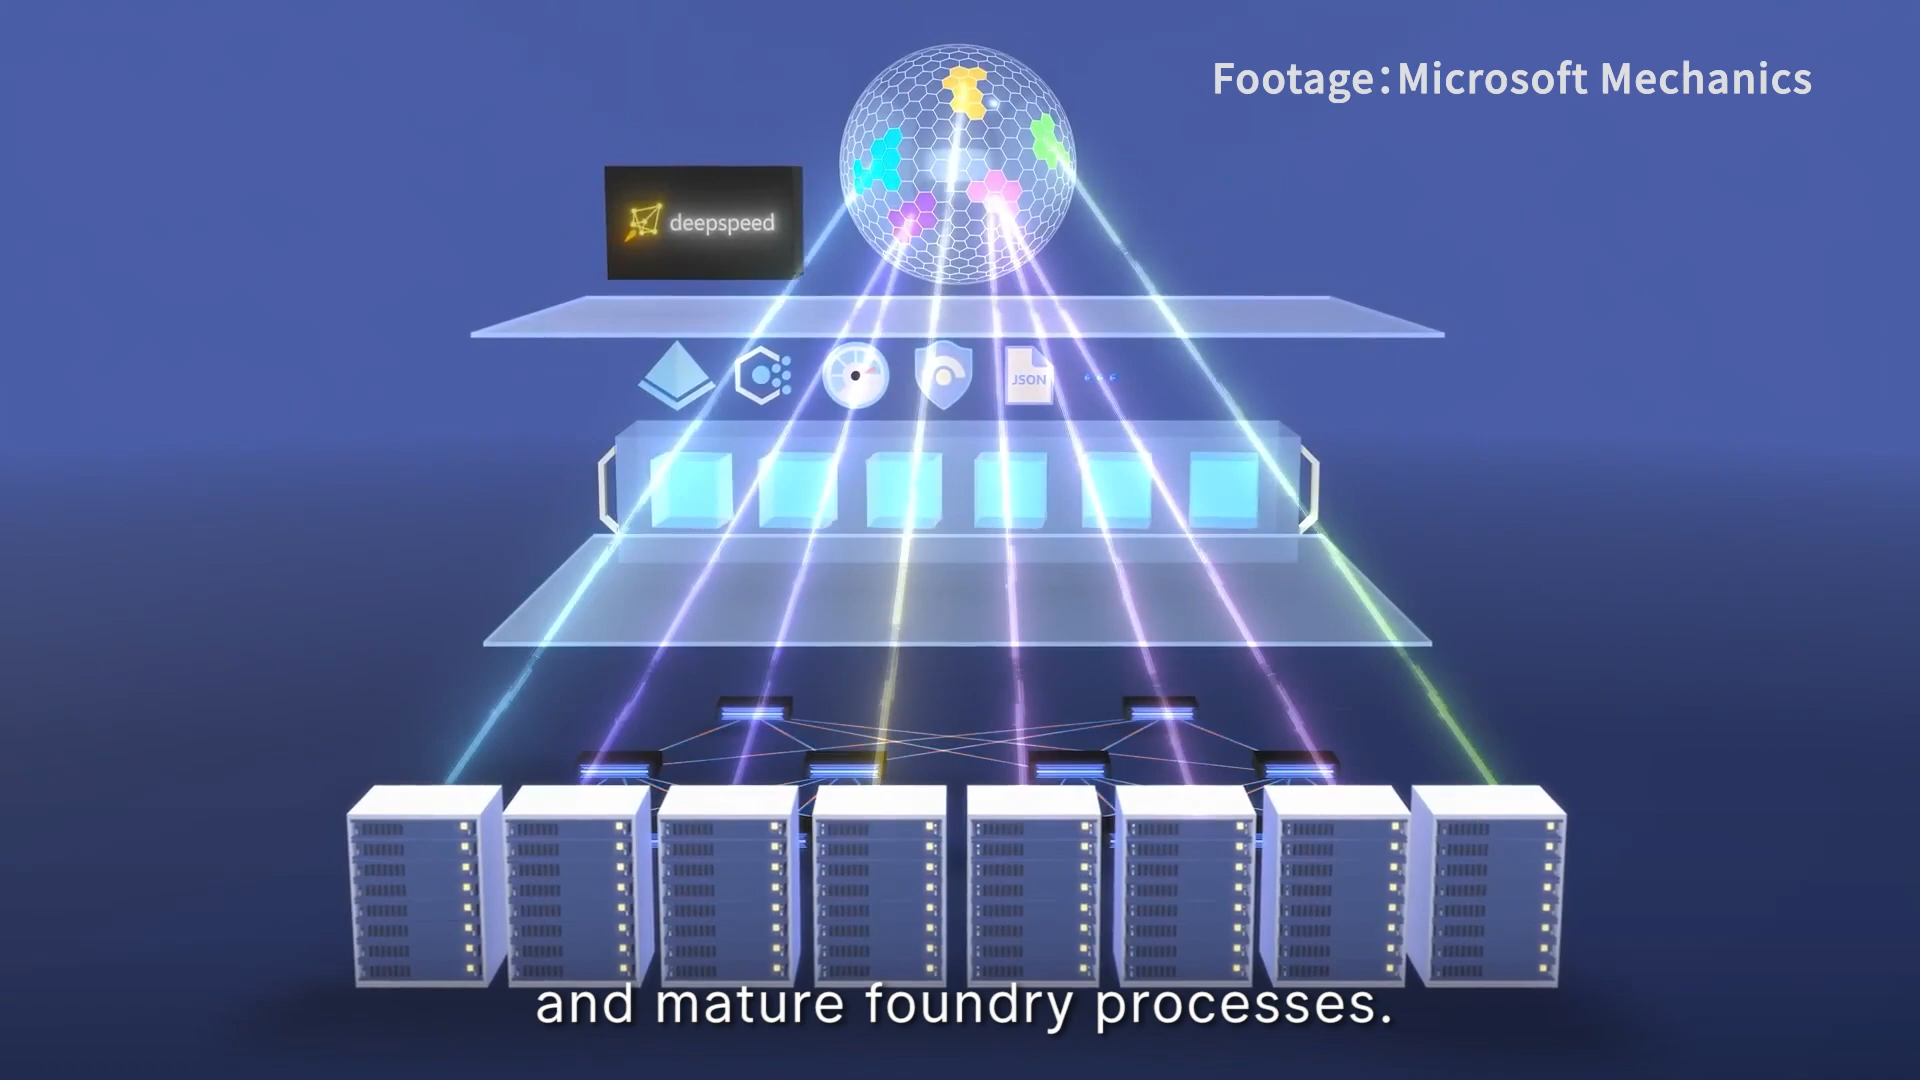 Footage:Microsoft Mechanics
deepspeed
JSON
and mature foundry processes.